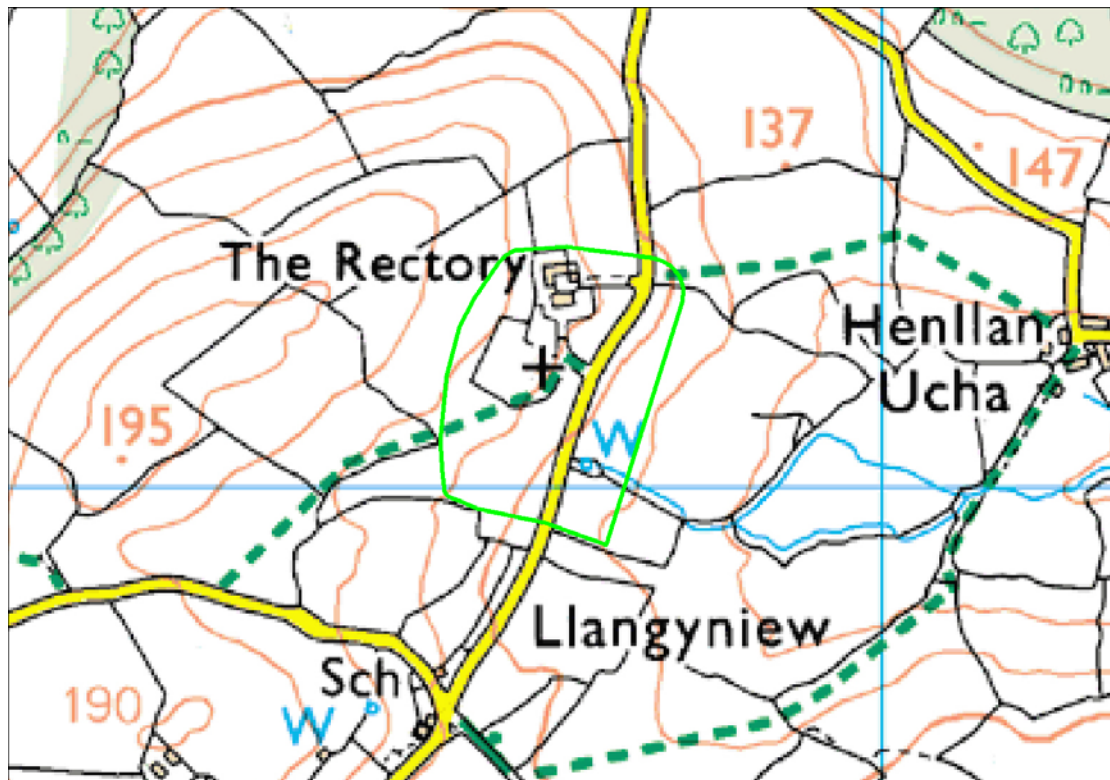 137
147
The Rectory
Henllan
Ucha
195
W
Llangyniew
Sch
190
W